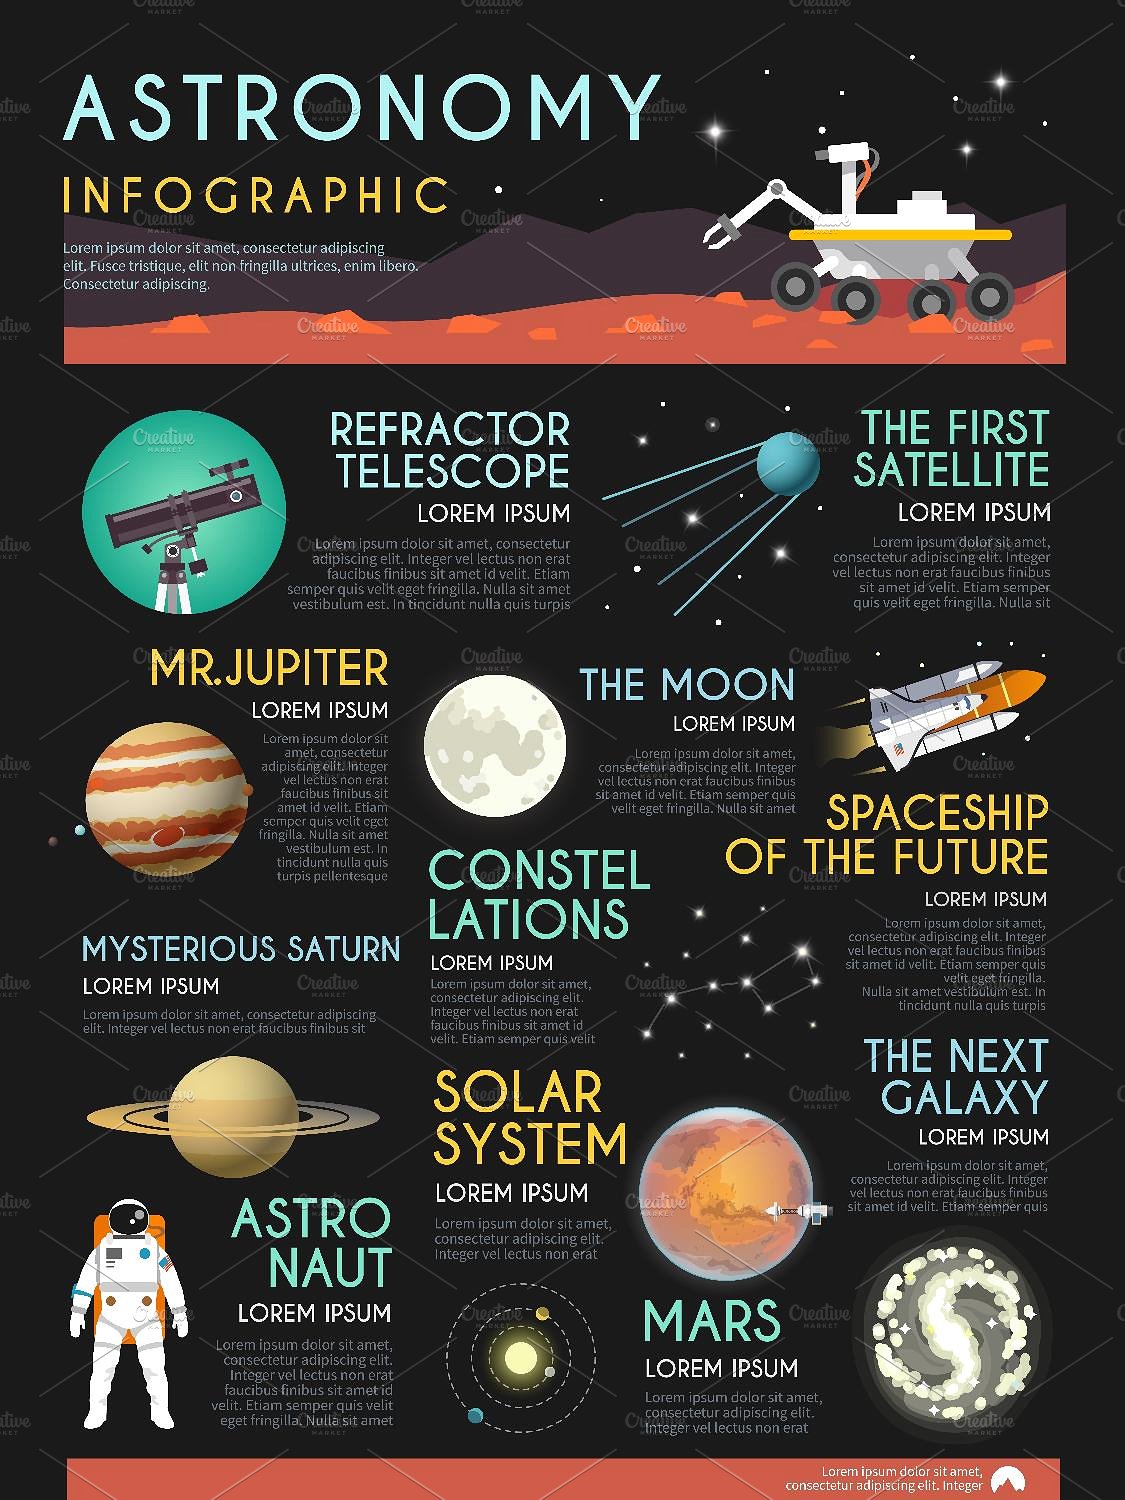 ASTRONOMY
INFOGRAPHIC
Lorem ipsum dolor sit amet, consectetur adipiscing
elit. Fusce tristique, elit non fringilla ultrices, enim libero.
Consectetur adipiscing.
REFRACTOR
TELESCOPE
LOREM IPSUM
Lorem ipsum dolor sit amet, consectetur
adipiscing elit. Integer vel lectus non erat
faucibus finibus sit amet id velit. Etiam
semper quis velit eget fringilla. Nulla sit amet
vestibulum est. In tincidunt nulla quis turpis
THE FIRST
SATELLITE
LOREM IPSUM
Lorem ipsum dolor sit amet,
consectetur adipiscing elit. Integer
vel lectus non erat faucibus finibus
sit amet id velit. Etiam semper
quis velit eget fringilla. Nulla sit
MR.JUPITER
LOREM IPSUM
Lorem ipsum dolor sit
amet, consectetur
adipiscing elit. Integer
vel lectus non erat
faucibus finibus sit
amet id velit. Etiam
semper quis velit eget
fringilla. Nulla sit amet
vestibulum est. In
tincidunt nulla quis
turpis pellentesque
THE MOON
LOREM IPSUM
Lorem ipsum dolor sit amet,
consectetur adipiscing elit. Integer
vel lectus non erat faucibus finibus
sit amet id velit. Etiam semper quis
velit eget fringilla. Nulla sit amet
SPACESHIP
OF THE FUTURE
LOREM IPSUM
Lorem ipsum dolor sit amet,
consectetur adipiscing elit. Integer
vel lectus non erat faucibus finibus
sit amet id velit. Etiam semper quis
velit eget fringilla.
Nulla sit amet vestibulum est. In
tincidunt nulla quis turpis
CONSTEL
LATIONS
LOREM IPSUM
Lorem ipsum dolor sit amet,
consectetur adipiscing elit.
Integer vel lectus non erat
faucibus finibus sit amet id
velit. Etiam semper quis velit
MYSTERIOUS SATURN
LOREM IPSUM
Lorem ipsum dolor sit amet, consectetur adipiscing
elit. Integer vel lectus non erat faucibus finibus sit
THE NEXT
GALAXY
LOREM IPSUM
Lorem ipsum dolor sit amet,
consectetur adipiscing elit. Integer
vel lectus non erat faucibus finibus
sit amet id velit. Etiam semper quis
SOLAR
SYSTEM
LOREM IPSUM
Lorem ipsum dolor sit amet,
consectetur adipiscing elit.
Integer vel lectus non erat
ASTRO
NAUT
LOREM IPSUM
Lorem ipsum dolor sit amet,
consectetur adipiscing elit.
Integer vel lectus non erat
faucibus finibus sit amet id
velit. Etiam semper quis velit
eget fringilla. Nulla sit amet
MARS
LOREM IPSUM
Lorem ipsum dolor sit amet,
consectetur adipiscing elit.
Integer vel lectus non erat
Lorem ipsum dolor sit amet,
consectetur adipiscing elit. Integer
Creative
MARKET